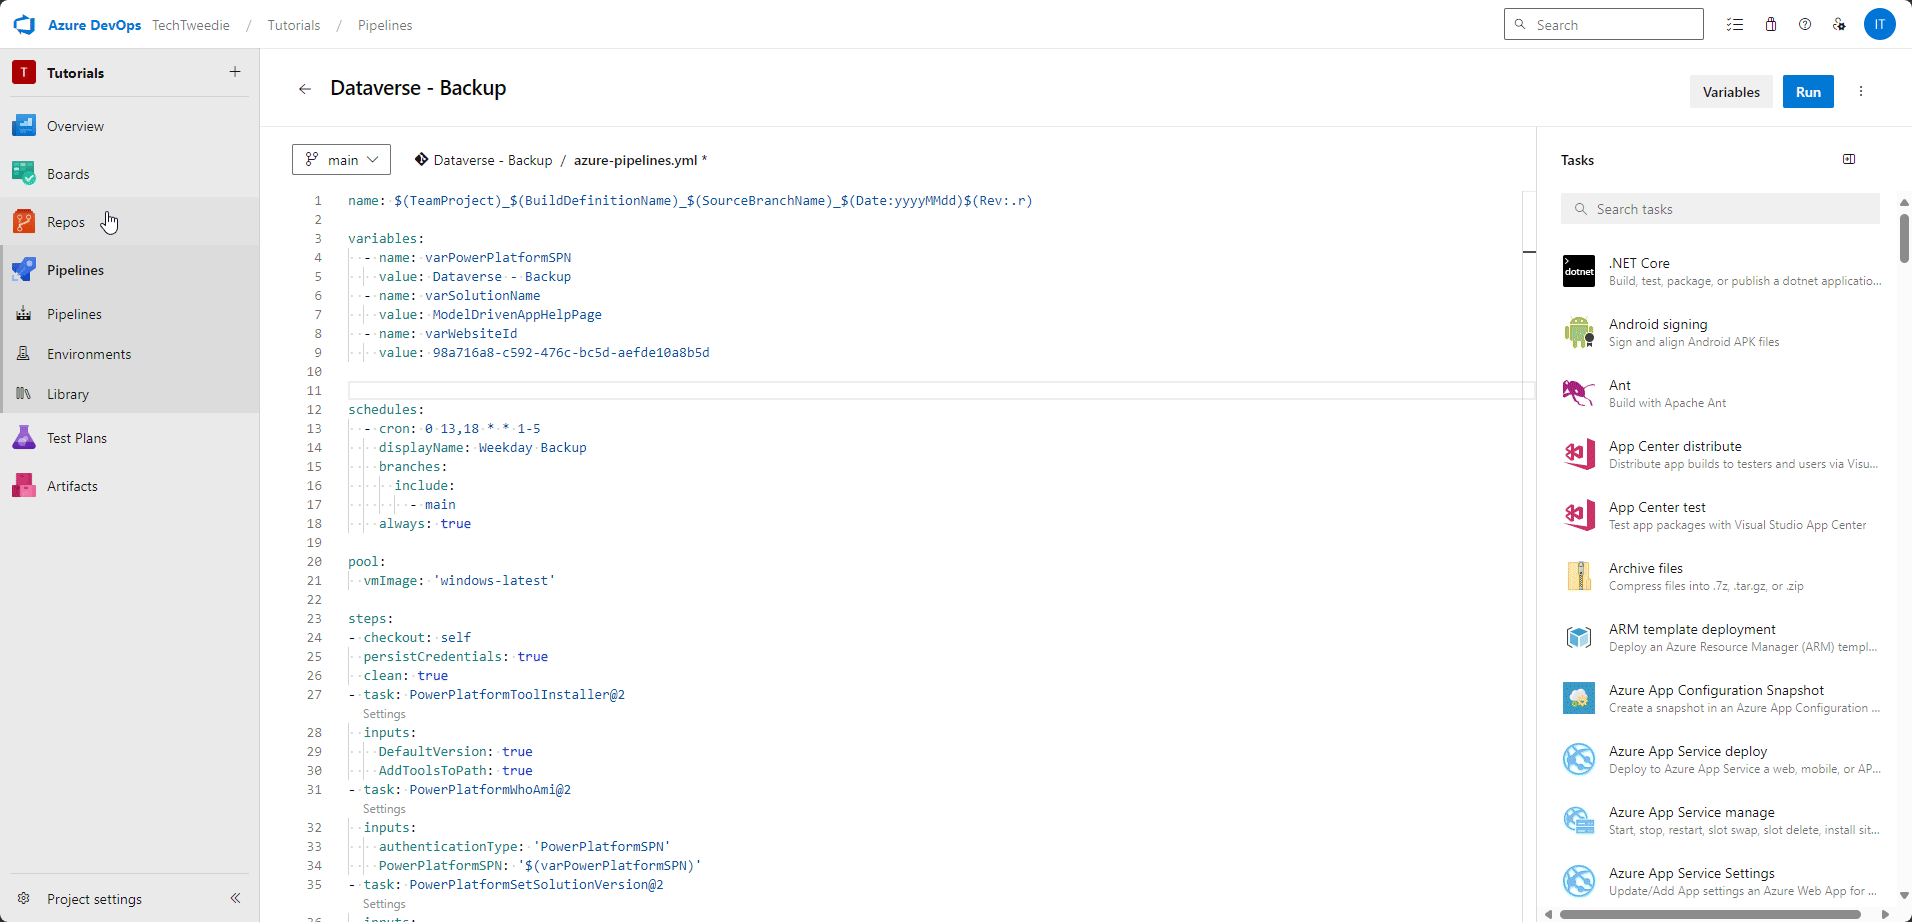 Azure DevOps TechTweedie / Tutorials / Pipelines
Search
IT
T Tutorials
Overview
Boards
Repos
Pipelines
Pipelines
Environments
Library
Test Plans
Artifacts
Project settings
Dataverse - Backup
Variables
Run
main
Dataverse - Backup / azure-pipelines.yml *
1 name: $(TeamProject)_$(BuildDefinitionName)_$(SourceBranchName)_$(Date:yyyyMMdd)$(Rev:.r)
2
3 variables:
4 - name: varPowerPlatformSPN
5 value: Dataverse - Backup
6 - name: varSolutionName
7 value: ModelDrivenAppHelpPage
8 - name: varWebsiteId
9 value: 98a716a8-c592-476c-bc5d-aefde10a8b5d
10
11
12 schedules:
13 - cron: 0 13,18 * * 1-5
14 displayName: Weekday Backup
15 branches:
16 include:
17 - main
18 always: true
19
20 pool:
21 vmImage: 'windows-latest'
22
23 steps:
24 - checkout: self
25 persistCredentials: true
26 clean: true
27 - task: PowerPlatformToolInstaller@2
Settings
28 inputs:
29 DefaultVersion: true
30 AddToolsToPath: true
31 - task: PowerPlatformWhoAmi@2
Settings
32 inputs:
33 authenticationType: 'PowerPlatformSPN'
34 PowerPlatformSPN: '$(varPowerPlatformSPN)'
35 - task: PowerPlatformSetSolutionVersion@2
Settings
36 inputs:
Tasks
Search tasks
dotnet
.NET Core
Build, test, package, or publish a dotnet applicatio...
Android signing
Sign and align Android APK files
Ant
Build with Apache Ant
App Center distribute
Distribute app builds to testers and users via Visu...
App Center test
Test app packages with Visual Studio App Center
Archive files
Compress files into .7z, .tar.gz, or .zip
ARM template deployment
Deploy an Azure Resource Manager (ARM) templ...
Azure App Configuration Snapshot
Create a snapshot in an Azure App Configuration ...
Azure App Service deploy
Deploy to Azure App Service a web, mobile, or AP...
Azure App Service manage
Start, stop, restart, slot swap, slot delete, install sit...
Azure App Service Settings
Update/Add App settings an Azure Web App for ...